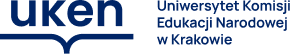 uken
Uniwersytet Komisji
Edukacji Narodowej
w Krakowie